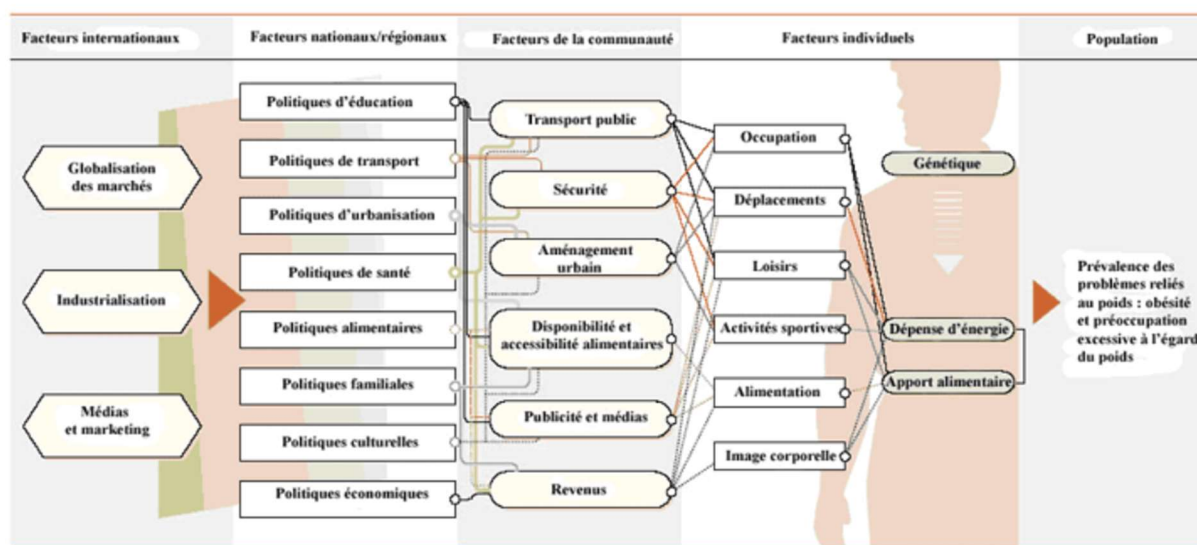 Facteurs internationaux
Facteurs nationaux/régionaux
Facteurs de la communauté
Facteurs individuels
Population
Globalisation
des marchés
Industrialisation
Médias
et marketing
Politiques d'éducation
Politiques de transport
Politiques d'urbanisation
Politiques de santé
Politiques alimentaires
Politiques familiales
Politiques culturelles
Politiques économiques
Transport public
Sécurité
Aménagement
urbain
Disponibilité et
accessibilité alimentaires
Publicité et médias
Revenus
Occupation
Déplacements
Loisirs
Activités sportives
Alimentation
Image corporelle
Génétique
Dépense d'énergie
Apport alimentaire
Prévalence des
problèmes reliés
au poids : obésité
et préoccupation
excessive à l'égard
du poids